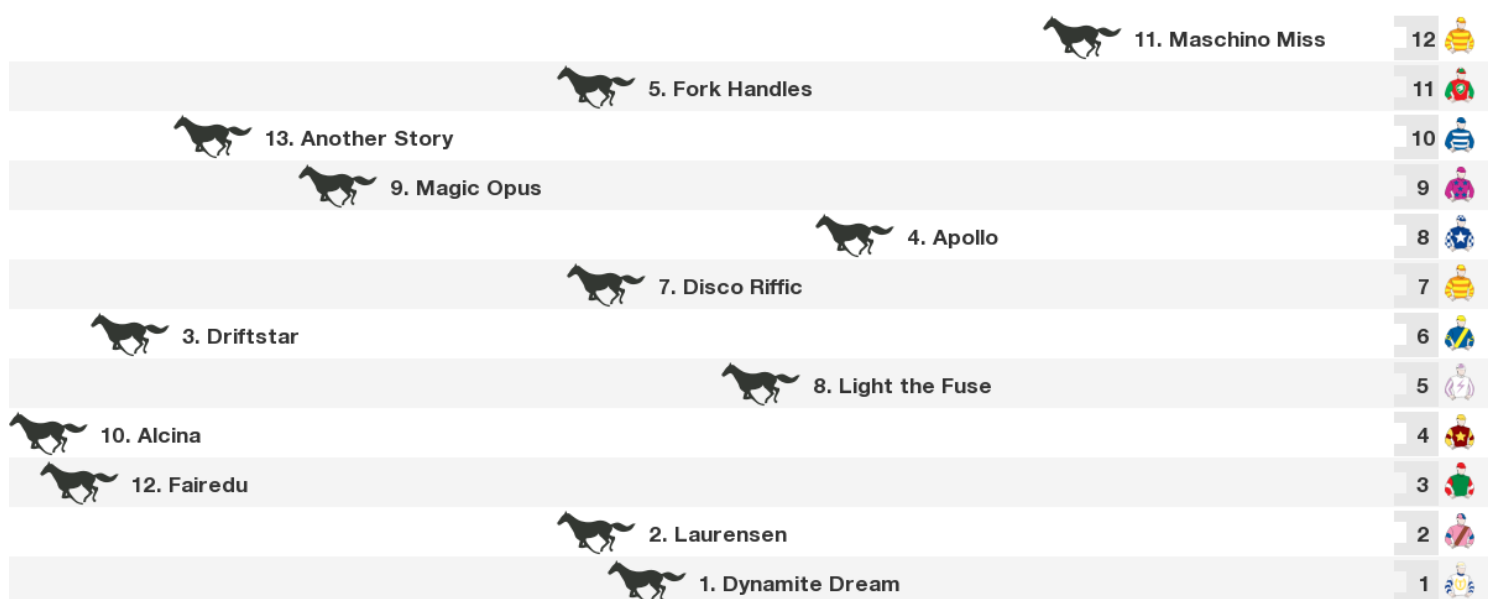 11. Maschino Miss 12
5. Fork Handles 11
13. Another Story 10
9. Magic Opus 9
4. Apollo 8
7. Disco Riffic 7
3. Driftstar 6
8. Light the Fuse 5
10. Alcina 4
12. Fairedu 3
2. Laurensen 2
1. Dynamite Dream 1